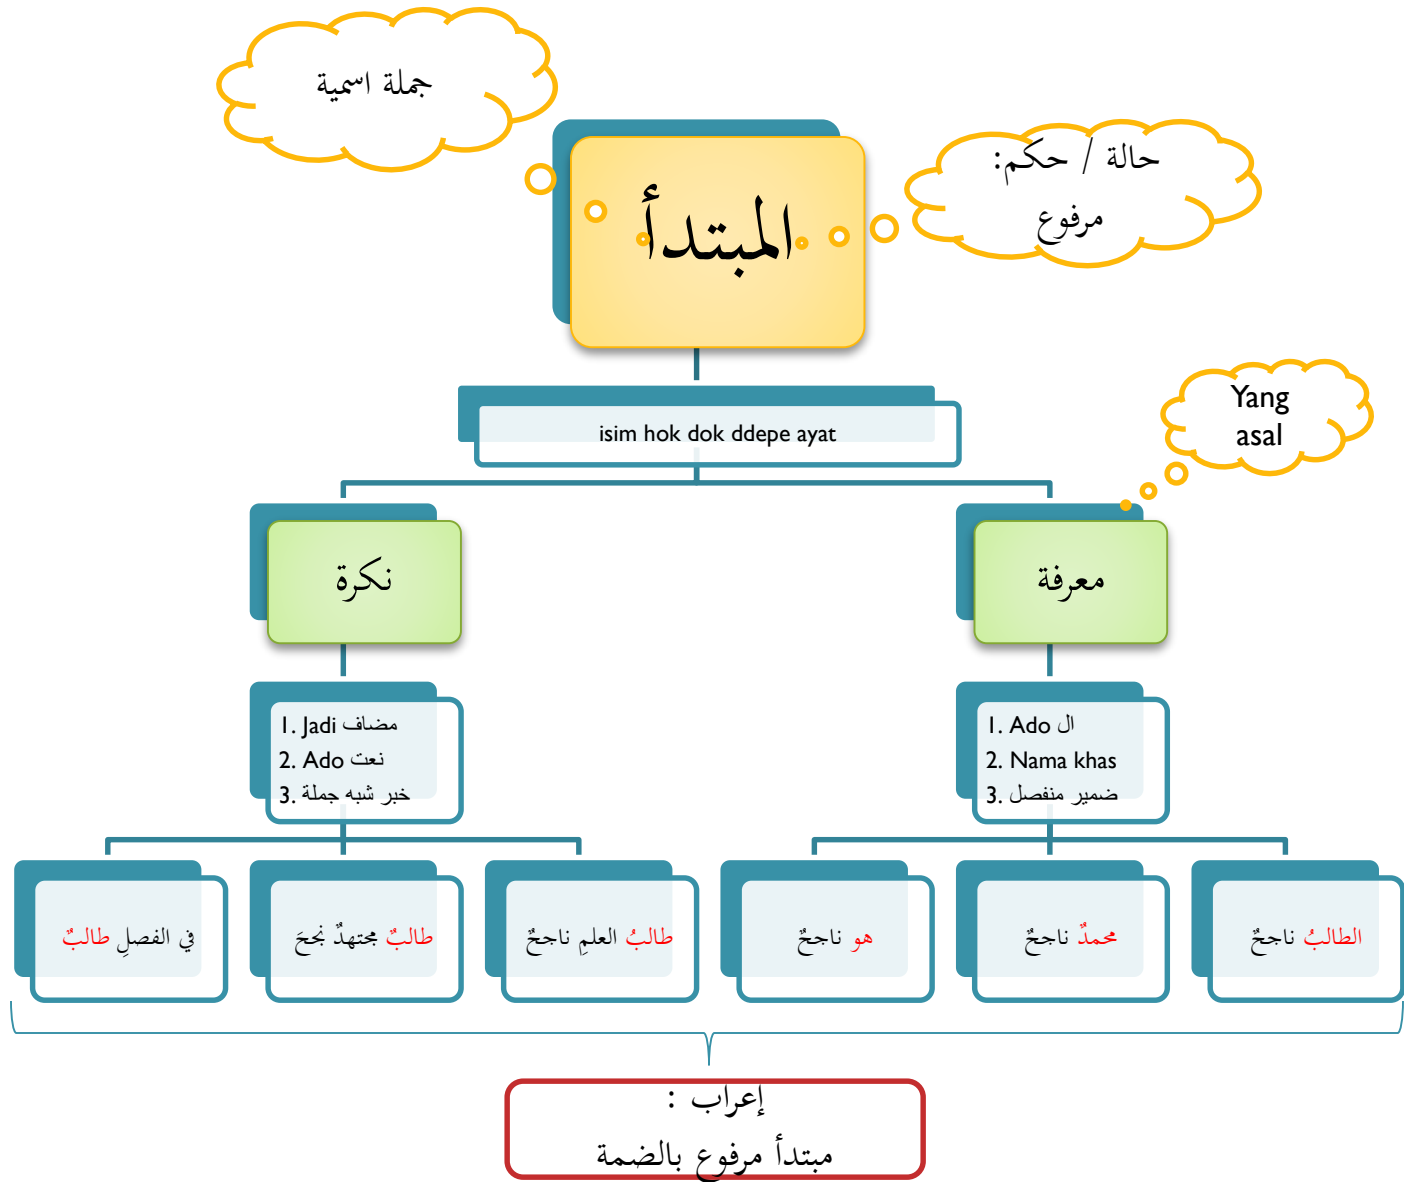 جملة اسمية
حالة / حكم:
مرفوع
المبتدأ
isim hok dok ddepe ayat
Yang
asal
نكرة
معرفة
1. Jadi مضاف
2. Ado نعت
3. خبر شبه جملة
1. Ado ال
2. Nama khas
3. ضمير منفصل
في الفصلِ طالبٌ
طالبٌ مجتهدٌ نجحَ
طالبُ العلمِ ناجحٌ
هو ناجحٌ
محمدٌ ناجحٌ
الطالبُ ناجحٌ
إعراب :
مبتدأ مرفوع بالضمة